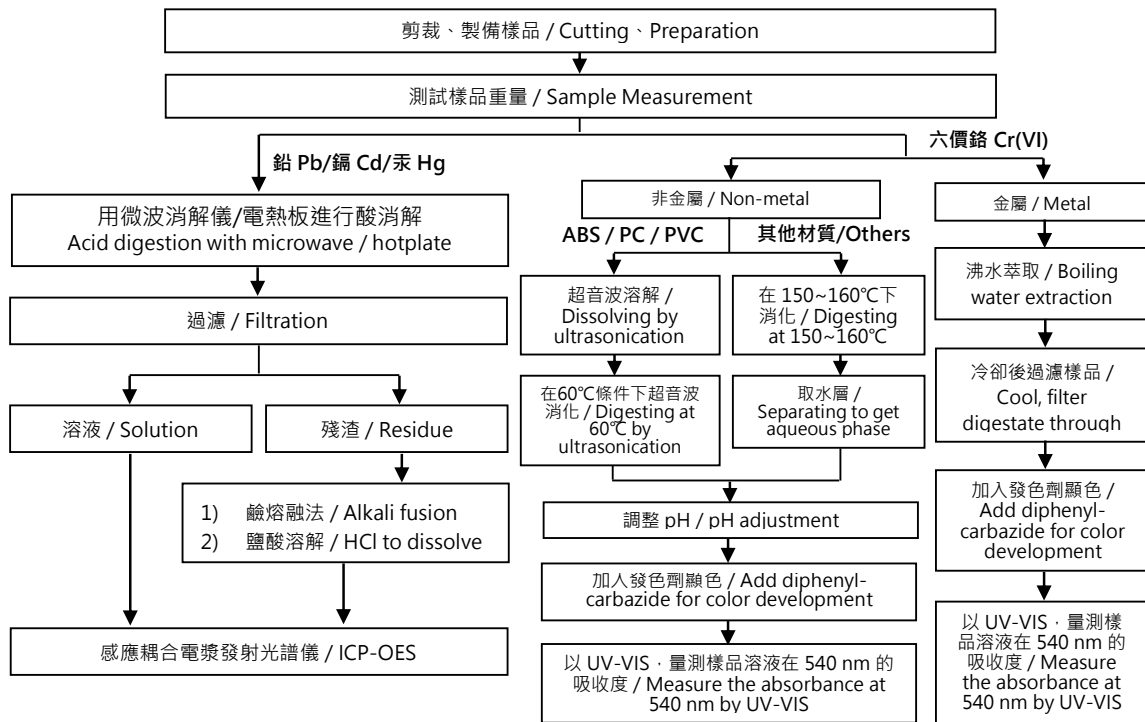 剪裁、製備樣品 / Cutting、Preparation
測試樣品重量 / Sample Measurement
鉛 Pb/鎘 Cd/汞 Hg
六價鉻 Cr(VI)
用微波消解儀/電熱板進行酸消解
Acid digestion with microwave / hotplate
過濾 / Filtration
溶液 / Solution
殘渣 / Residue
1) 鹼熔融法 / Alkali fusion
2) 鹽酸溶解 / HCl to dissolve
感應耦合電漿發射光譜儀 / ICP-OES
非金屬 / Non-metal
ABS / PC / PVC
其他材質/Others
超音波溶解 /
Dissolving by
ultrasonication
在60℃條件下超音波
消化 / Digesting at
60℃ by
ultrasonication
在 150~160℃下
消化 / Digesting
at 150~160℃
取水層 /
Separating to get
aqueous phase
調整 pH / pH adjustment
加入發色劑顯色 / Add diphenyl-
carbazide for color development
以 UV-VIS，量測樣品溶液在 540 nm 的
吸收度 / Measure the absorbance at
540 nm by UV-VIS
金屬 / Metal
沸水萃取 / Boiling
water extraction
冷卻後過濾樣品 /
Cool, filter
digestate through
加入發色劑顯色 /
Add diphenyl-
carbazide for color
development
以 UV-VIS，量測樣
品溶液在 540 nm 的
吸收度 / Measure
the absorbance at
540 nm by UV-VIS